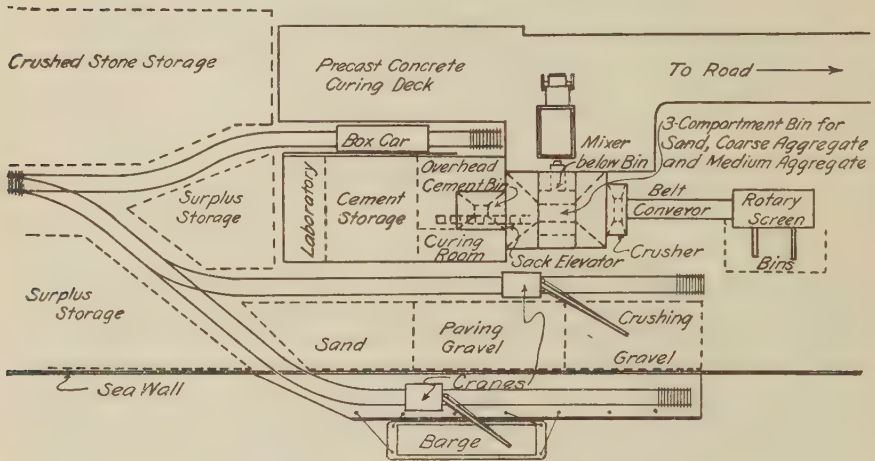 Crushed Stone Storage
Precast Concrete
Curing Deck
To Road
Box Car
Mixer
below Bin
3-Compartment Bin for
Sand, Coarse Aggregate
and Medium Aggregate
Surplus
Storage
Laboratory
Cement
Storage
Overhead
Cement Bin
Curing
Room
Sack Elevator
Belt
Conveyor
Crusher
Rotary
Screen
Bins
Surplus
Storage
Sand
Paving
Gravel
Crushing
Gravel
Sea Wall
Cranes
Barge